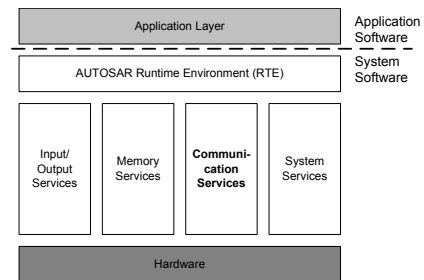 Application Layer
Application
Software
System
Software
AUTOSAR Runtime Environment (RTE)
Input/
Output
Services
Memory
Services
Communi-
cation
Services
System
Services
Hardware